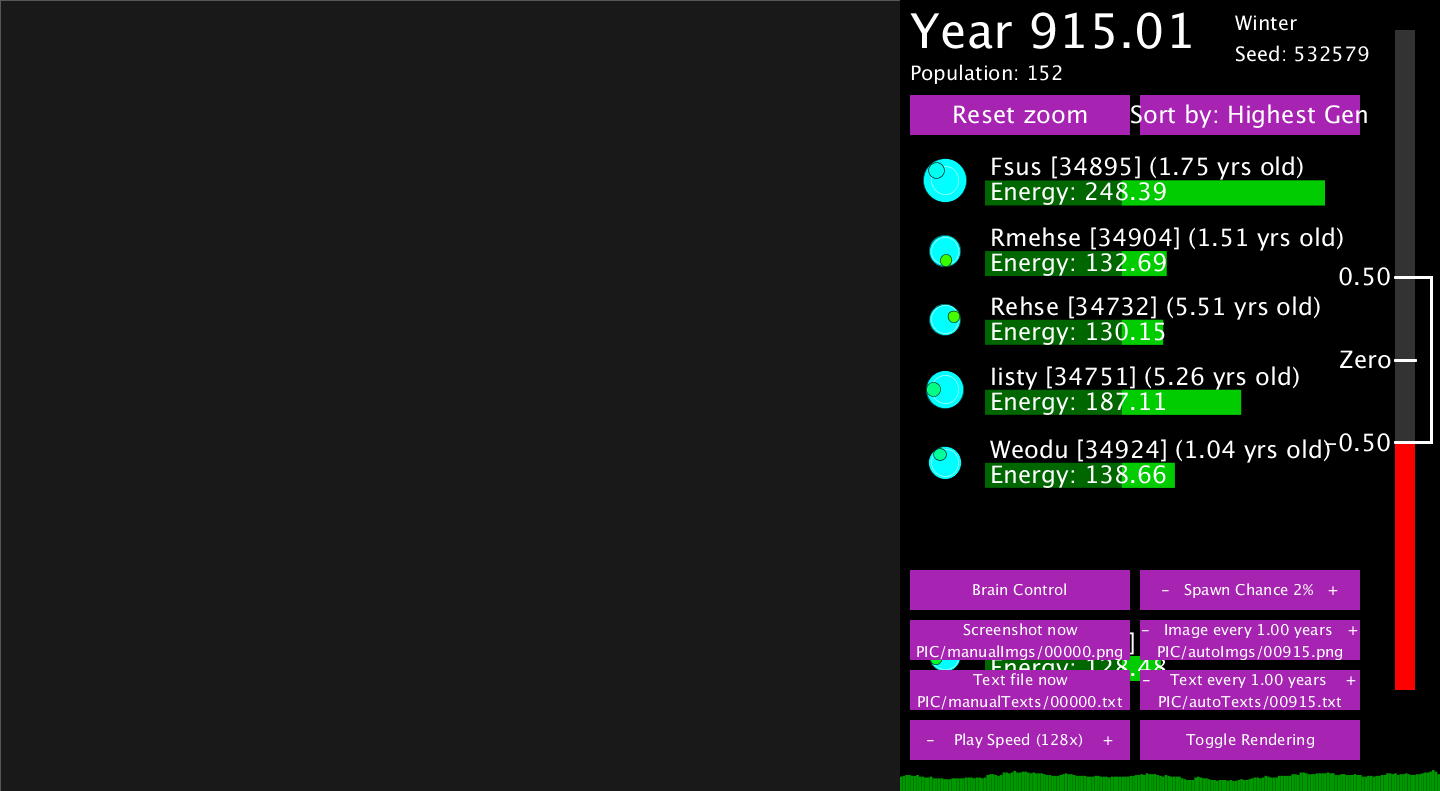 Year 915.01
Winter
Seed: 532579
Population: 152
Reset zoom
Sort by: Highest Gen
Fsus [34895] (1.75 yrs old)
Energy: 248.39
Rmehse [34904] (1.51 yrs old)
Energy: 132.69
0.50
Rehse [34732] (5.51 yrs old)
Energy: 130.15
Zero
Iisty [34751] (5.26 yrs old)
Energy: 187.11
Weodu [34924] (1.04 yrs old)
-0.50
Energy: 138.66
Brain Control
- Spawn Chance 2% +
Screenshot now
PIC/manualImgs/00000.png
- Image every 1.00 years +
PIC/autoImgs/00915.png
]
Energy: 128.48
Text file now
PIC/manualTexts/00000.txt
- Text every 1.00 years +
PIC/autoTexts/00915.txt
- Play Speed (128x) +
Toggle Rendering